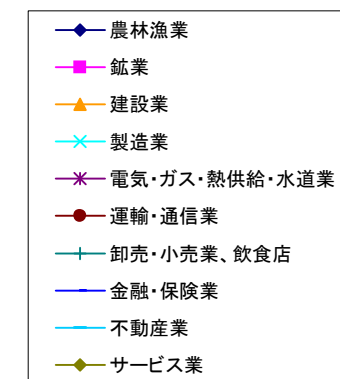 農林漁業
鉱業
建設業
製造業
電気・ガス・熱供給・水道業
運輸・通信業
卸売・小売業、飲食店
金融・保険業
不動産業
サービス業